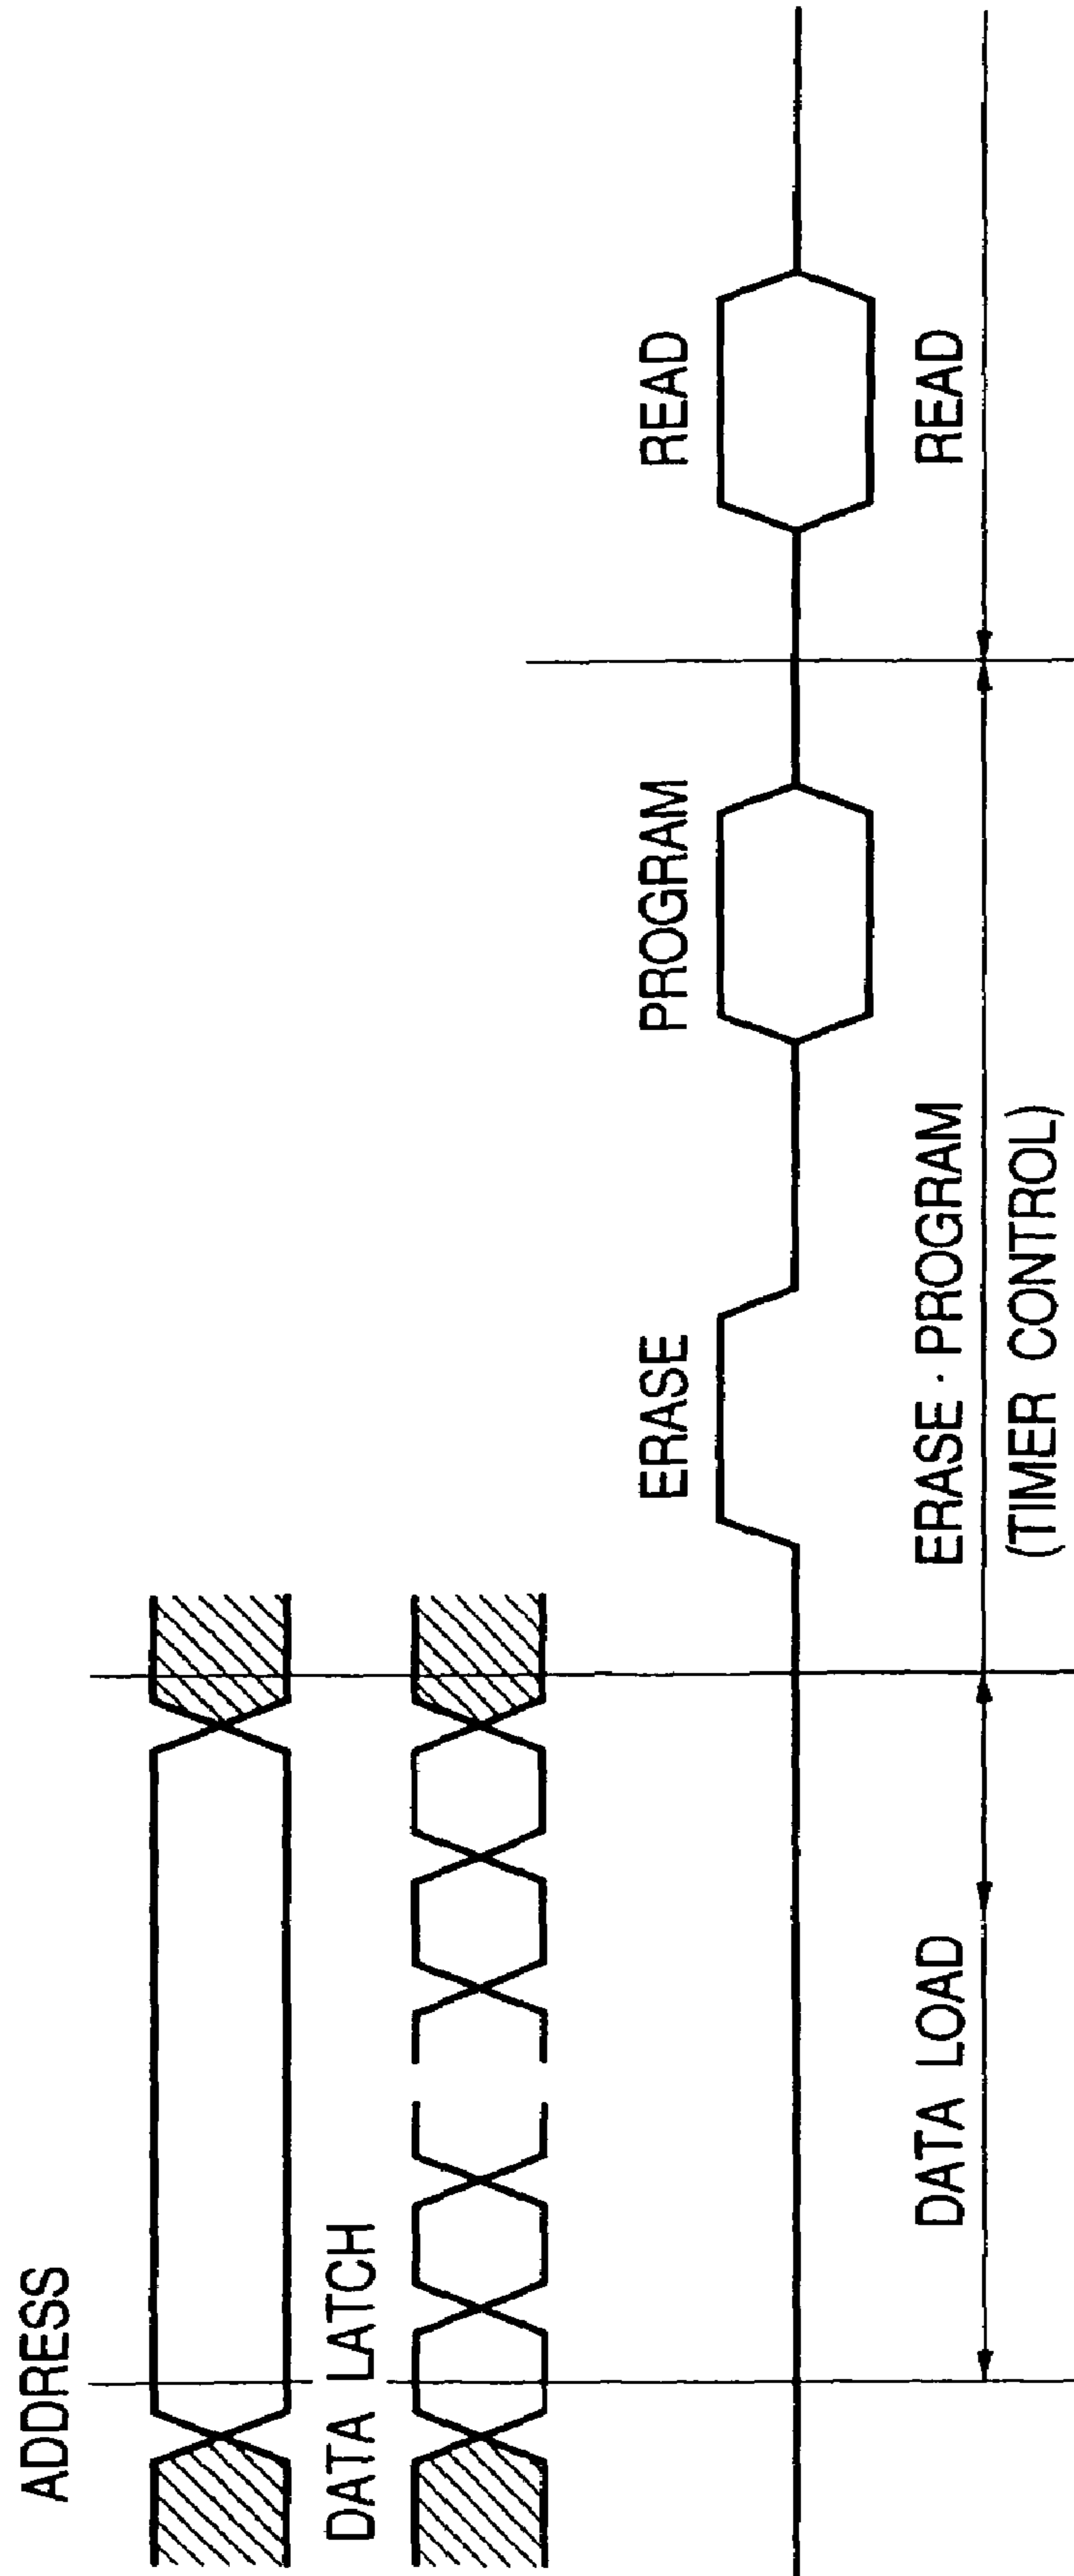 ADDRESS
DATA LATCH
ERASE
PROGRAM
READ
DATA LOAD
ERASE · PROGRAM
(TIMER CONTROL)
READ